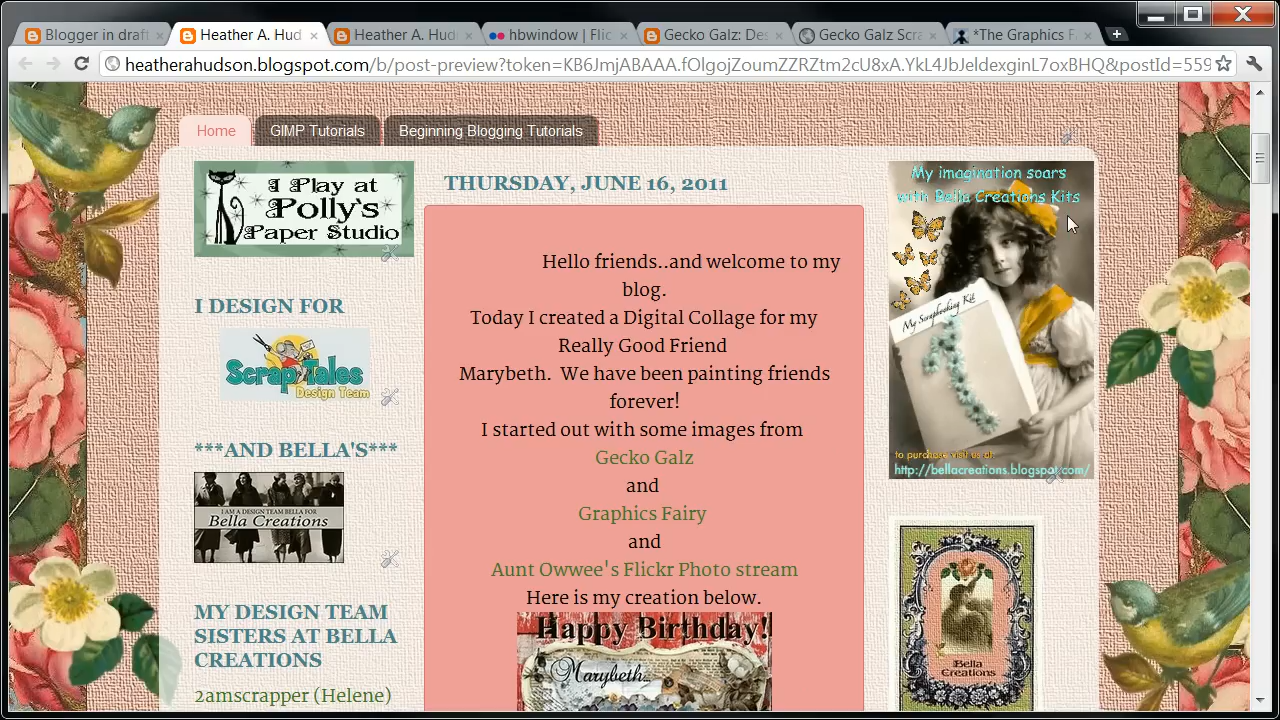 Blogger in draft
Heather A. Hud
Heather A. Hud
hbwindow | Flic
Gecko Galz: Des
Gecko Galz Scra
*The Graphics F
heatherahudson.blogspot.com/b/post-preview?token=KB6JmjABAAA.fOlgojZoumZZRZtm2cU8xA.YkL4JbJeldexginL7oxBHQ&postId=559
Home
GIMP Tutorials
Beginning Blogging Tutorials
I Play at
Polly's
Paper Studio
I DESIGN FOR
Scrap Tales
Design Team
***AND BELLA'S***
I AM A DESIGN TEAM BELLA FOR
Bella Creations
MY DESIGN TEAM
SISTERS AT BELLA
CREATIONS
2amscrapper (Helene)
THURSDAY, JUNE 16, 2011
Hello friends..and welcome to my
blog.
Today I created a Digital Collage for my
Really Good Friend
Marybeth.  We have been painting friends
forever!
I started out with some images from
Gecko Galz
and
Graphics Fairy
and
Aunt Owwee's Flickr Photo stream
Here is my creation below.
Happy Birthday!
Marybeth...
My imagination soars
with Bella Creations Kits
My Scrapbooking Kit
to purchase visit us at
http://bellacreations.blogspot.com/
Bella
Creations